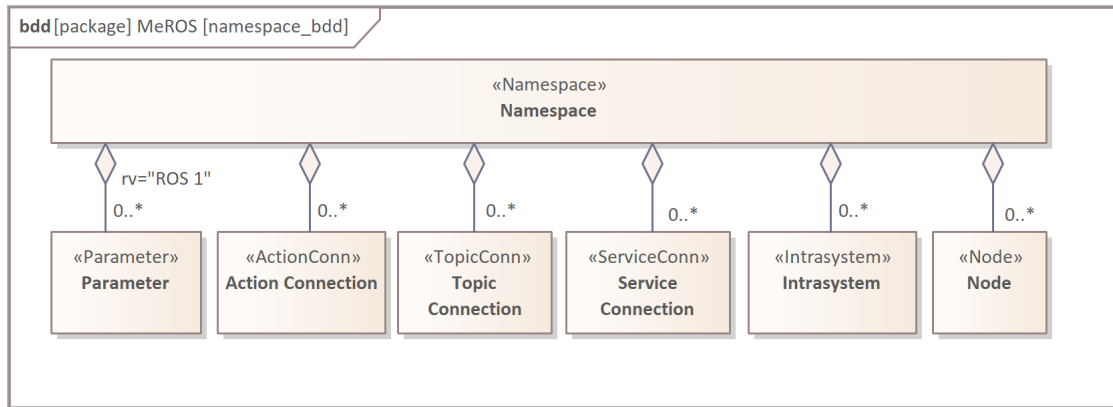 bdd [package] MeROS [namespace_bdd]
«Namespace»
Namespace
rv="ROS 1"
0..*
0..*
0..*
0..*
0..*
0..*
«Parameter»
Parameter
«ActionConn»
Action Connection
«TopicConn»
Topic
Connection
«ServiceConn»
Service
Connection
«Intrasystem»
Intrasystem
«Node»
Node